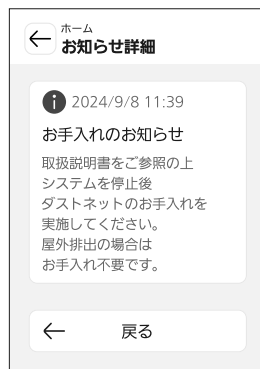 ホーム
お知らせ詳細
2024/9/8 11:39
お手入れのお知らせ
取扱説明書をご参照の上
システムを停止後
ダストネットのお手入れを
実施してください。
屋外排出の場合は
お手入れ不要です。
戻る